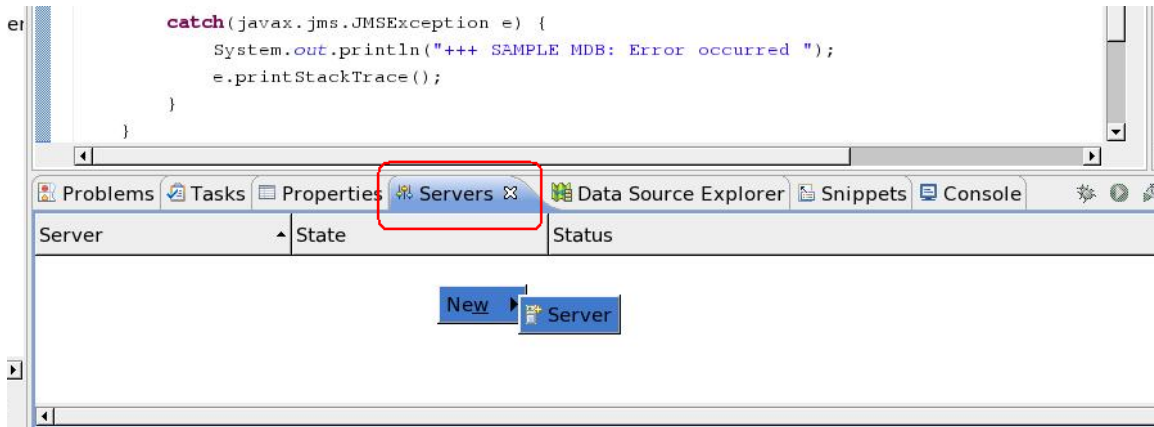 er
catch(javax.jms.JMSException e) {
System.out.println("+++ SAMPLE MDB: Error occurred ");
e.printStackTrace();
}
}
Problems Tasks Properties Servers Data Source Explorer Snippets Console
Server State Status
New Server